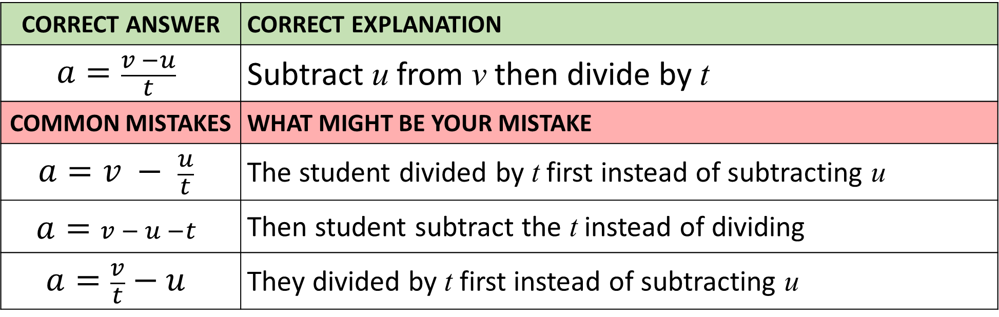 CORRECT ANSWER CORRECT EXPLANATION
a = (v − u)/t Subtract u from v then divide by t
COMMON MISTAKES WHAT MIGHT BE YOUR MISTAKE
a = v − u/t The student divided by t first instead of subtracting u
a = v − u − t Then student subtract the t instead of dividing
a = v/t − u They divided by t first instead of subtracting u